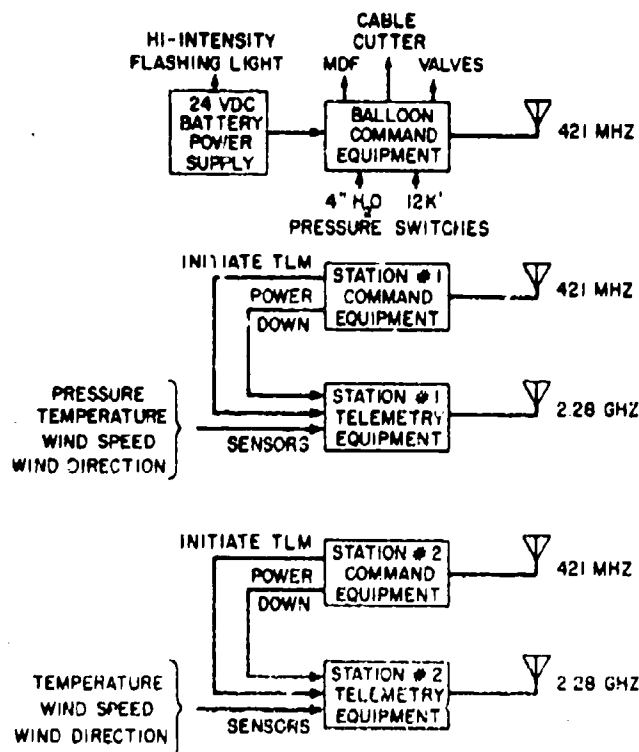 CABLE
CUTTER
HI-INTENSITY
FLASHING LIGHT
MDF
VALVES
24 VDC
BATTERY
POWER
SUPPLY
BALLOON
COMMAND
EQUIPMENT
421 MHZ
4" H2O
12K'
PRESSURE SWITCHES
INITIATE TLM
POWER
DOWN
STATION #1
COMMAND
EQUIPMENT
421 MHZ
PRESSURE
TEMPERATURE
WIND SPEED
WIND DIRECTION
SENSORS
STATION #1
TELEMETRY
EQUIPMENT
2.28 GHZ
INITIATE TLM
POWER
DOWN
STATION #2
COMMAND
EQUIPMENT
421 MHZ
TEMPERATURE
WIND SPEED
WIND DIRECTION
SENSORS
STATION #2
TELEMETRY
EQUIPMENT
2.28 GHZ